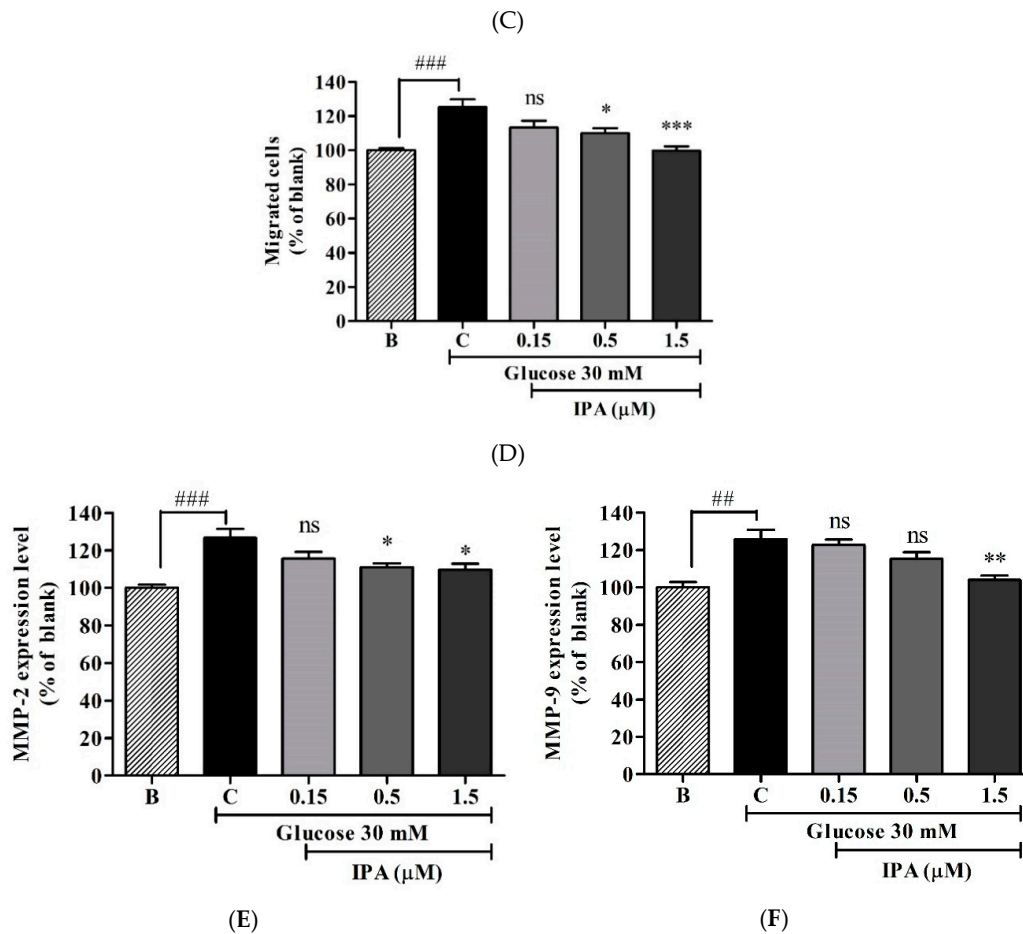 (C)
###
ns
*
***
Migrated cells
(% of blank)
140
120
100
80
60
40
20
0
B C 0.15 0.5 1.5
Glucose 30 mM
IPA (μM)
(D)
###
ns
*
*
MMP-2 expression level
(% of blank)
140
120
100
80
60
40
20
0
B C 0.15 0.5 1.5
Glucose 30 mM
IPA (μM)
(E)
##
ns
ns
**
MMP-9 expression level
(% of blank)
140
120
100
80
60
40
20
0
B C 0.15 0.5 1.5
Glucose 30 mM
IPA (μM)
(F)